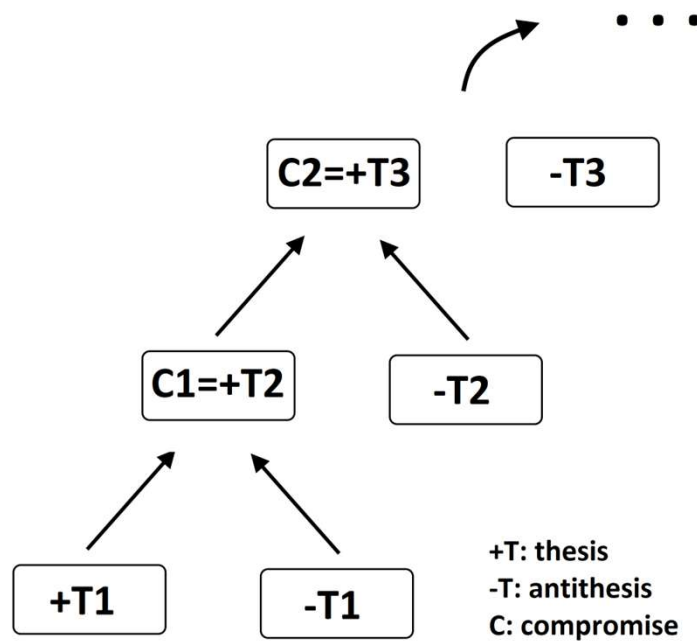 . . .
C2=+T3
-T3
C1=+T2
-T2
+T1
-T1
+T: thesis
-T: antithesis
C: compromise